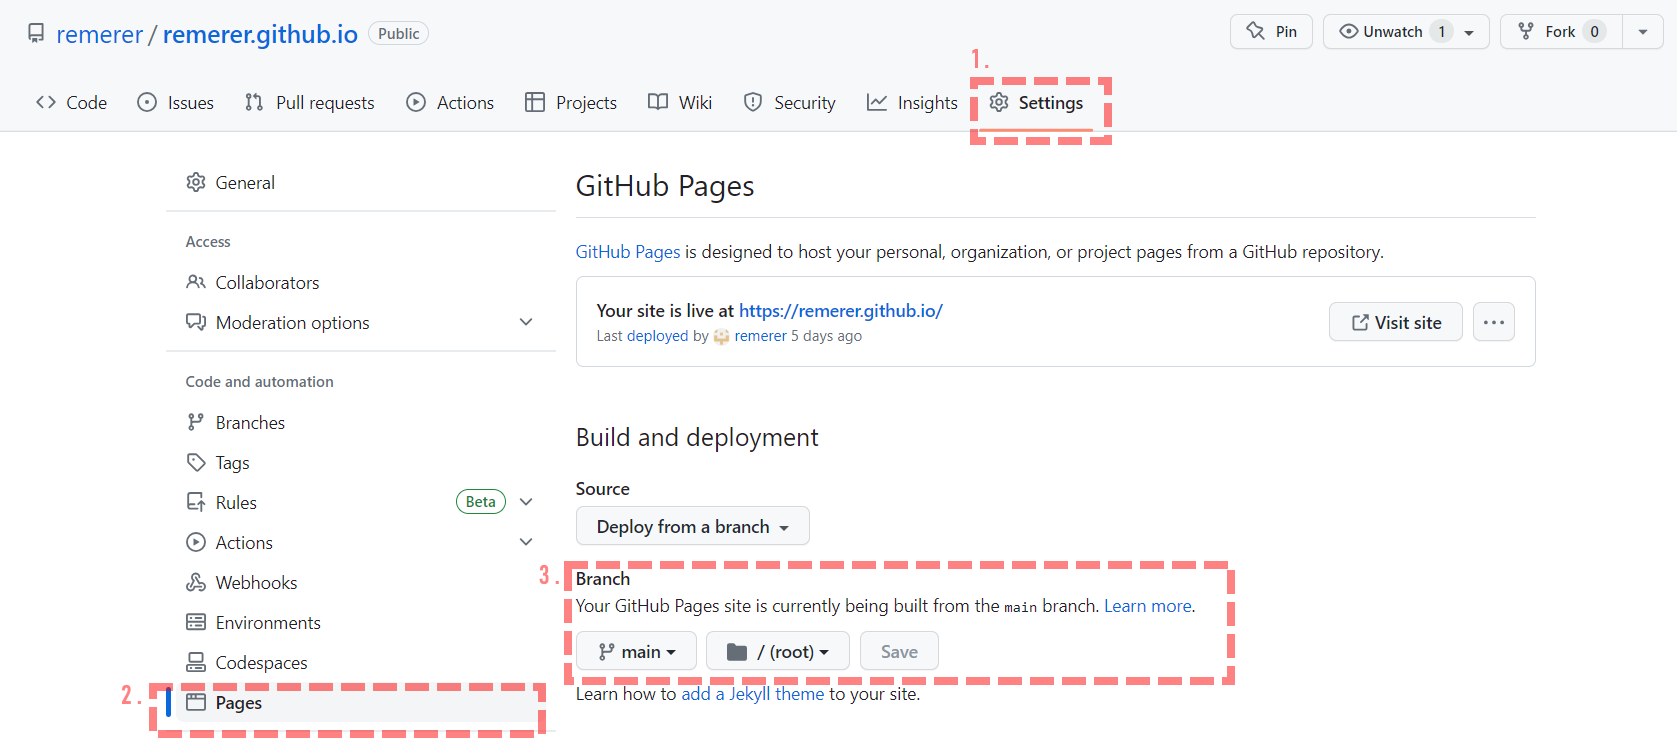 remerer / remerer.github.io Public
Pin
Unwatch 1
Fork 0
1.
Code Issues Pull requests Actions Projects Wiki Security Insights Settings
General
Access
Collaborators
Moderation options
Code and automation
Branches
Tags
Rules Beta
Actions
Webhooks
Environments
Codespaces
2.
Pages
GitHub Pages
GitHub Pages is designed to host your personal, organization, or project pages from a GitHub repository.
Your site is live at https://remerer.github.io/
Last deployed by remerer 5 days ago
Visit site
Build and deployment
Source
Deploy from a branch
3.
Branch
Your GitHub Pages site is currently being built from the main branch. Learn more.
main / (root) Save
Learn how to add a Jekyll theme to your site.